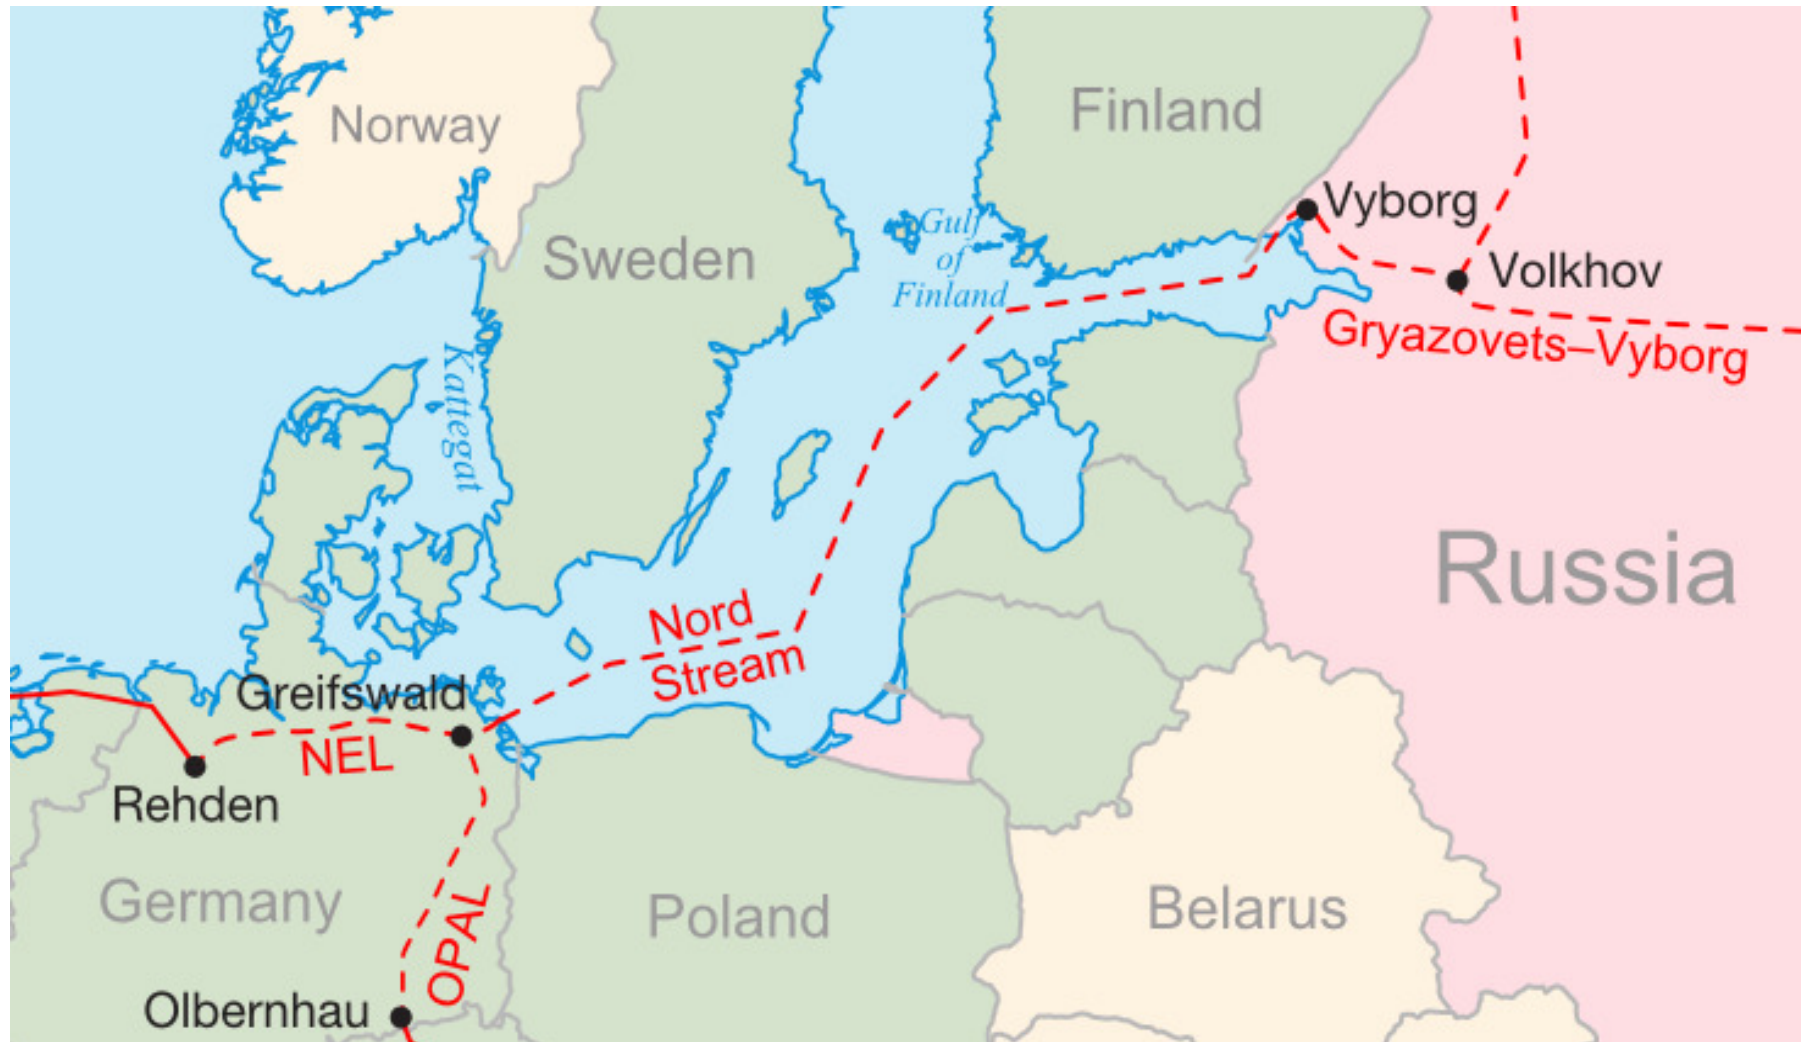 Norway
Finland
Sweden
Gulf
of
Finland
Vyborg
Volkhov
Gryazovets–Vyborg
Kattegat
Russia
Nord
Stream
Greifswald
NEL
Rehden
Germany
OPAL
Poland
Belarus
Olbernhau